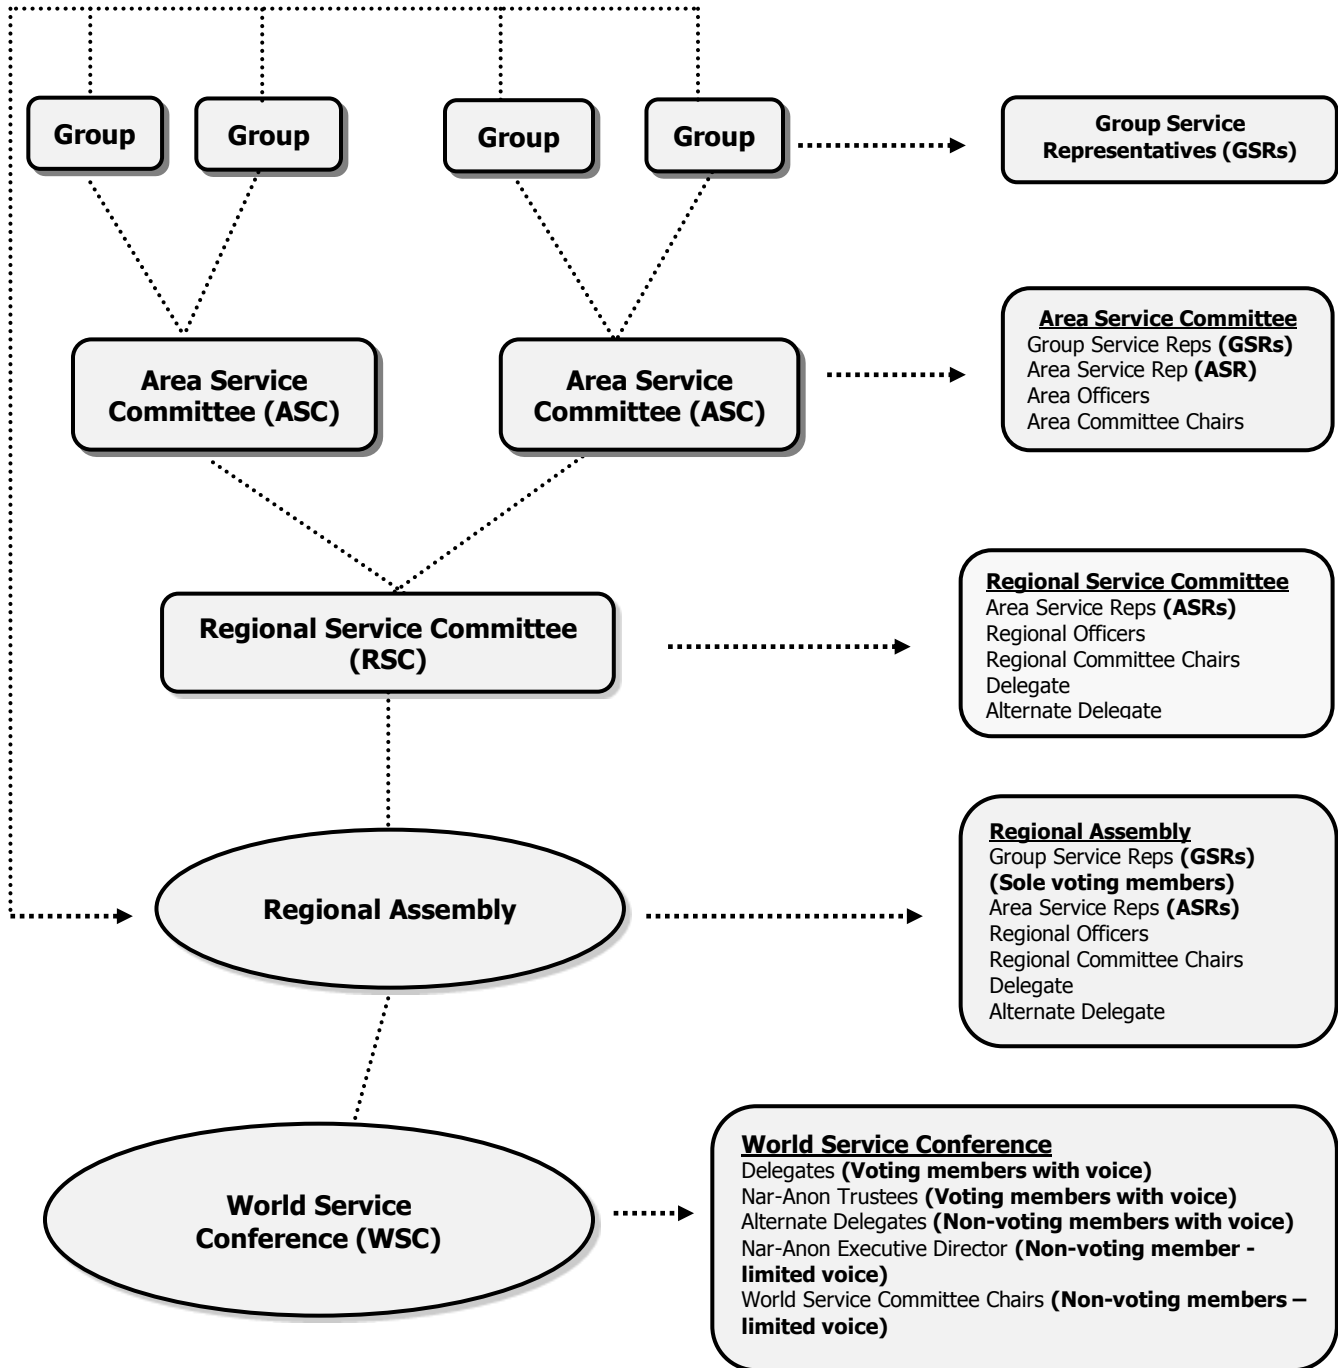 Group
Group
Group
Group
Group Service
Representatives (GSRs)
Area Service
Committee (ASC)
Area Service
Committee (ASC)
Area Service Committee
Group Service Reps (GSRs)
Area Service Rep (ASR)
Area Officers
Area Committee Chairs
Regional Service Committee
(RSC)
Regional Service Committee
Area Service Reps (ASRs)
Regional Officers
Regional Committee Chairs
Delegate
Alternate Delegate
Regional Assembly
Regional Assembly
Group Service Reps (GSRs)
(Sole voting members)
Area Service Reps (ASRs)
Regional Officers
Regional Committee Chairs
Delegate
Alternate Delegate
World Service
Conference (WSC)
World Service Conference
Delegates (Voting members with voice)
Nar-Anon Trustees (Voting members with voice)
Alternate Delegates (Non-voting members with voice)
Nar-Anon Executive Director (Non-voting member -
limited voice)
World Service Committee Chairs (Non-voting members –
limited voice)